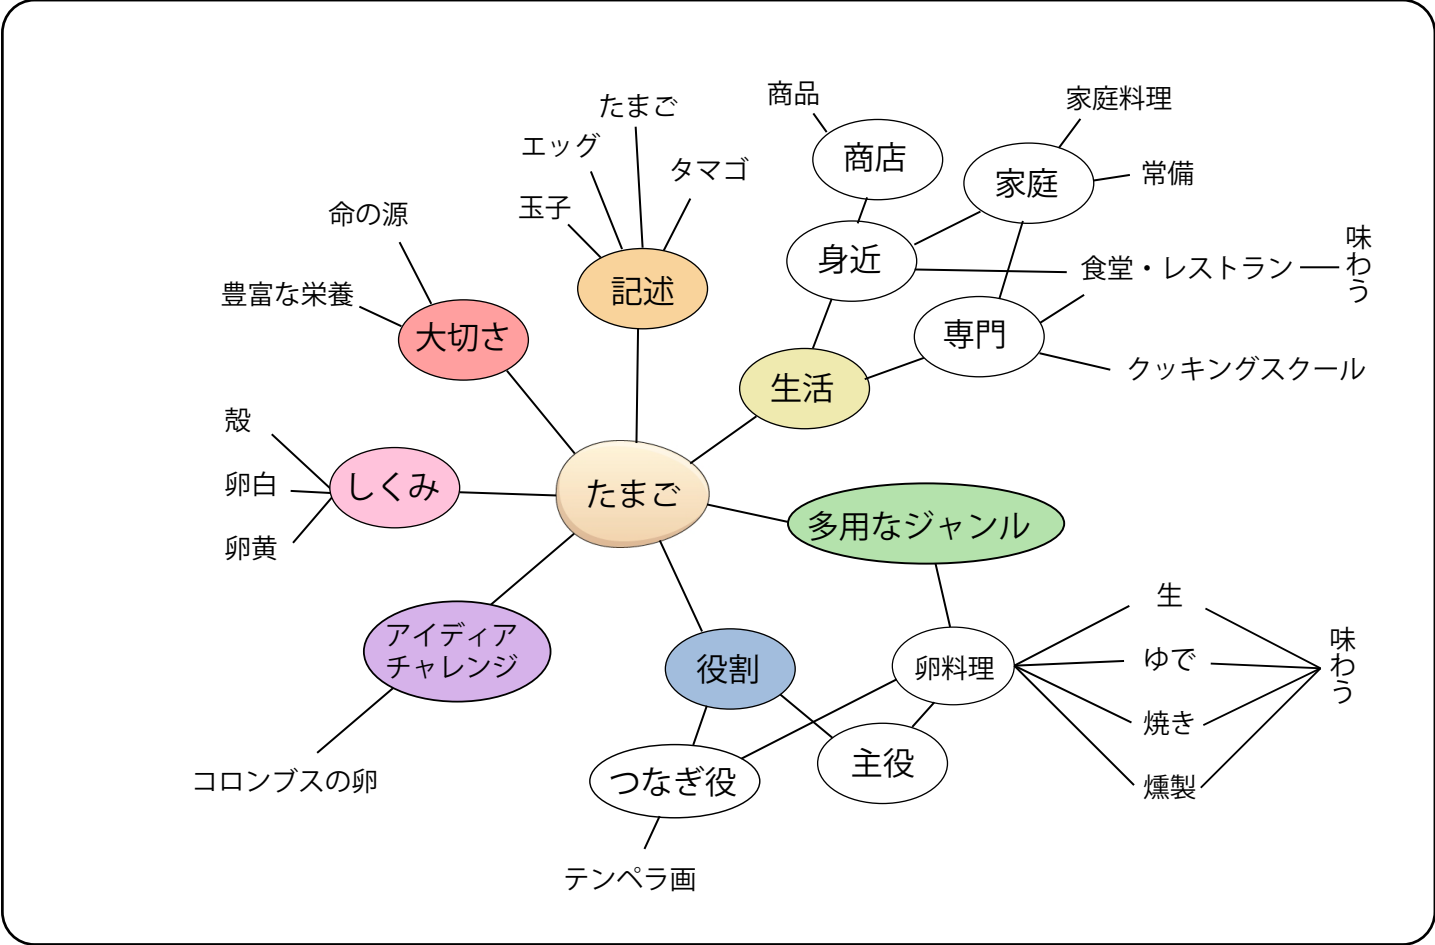 商品
家庭料理
たまご
エッグ
タマゴ
商店
家庭
常備
玉子
命の源
味わう
身近
食堂・レストラン
豊富な栄養
記述
大切さ
専門
クッキングスクール
生活
殻
卵白
しくみ
たまご
多用なジャンル
卵黄
生
アイディア
チャレンジ
役割
卵料理
ゆで
味わう
焼き
つなぎ役
主役
燻製
コロンブスの卵
テンペラ画